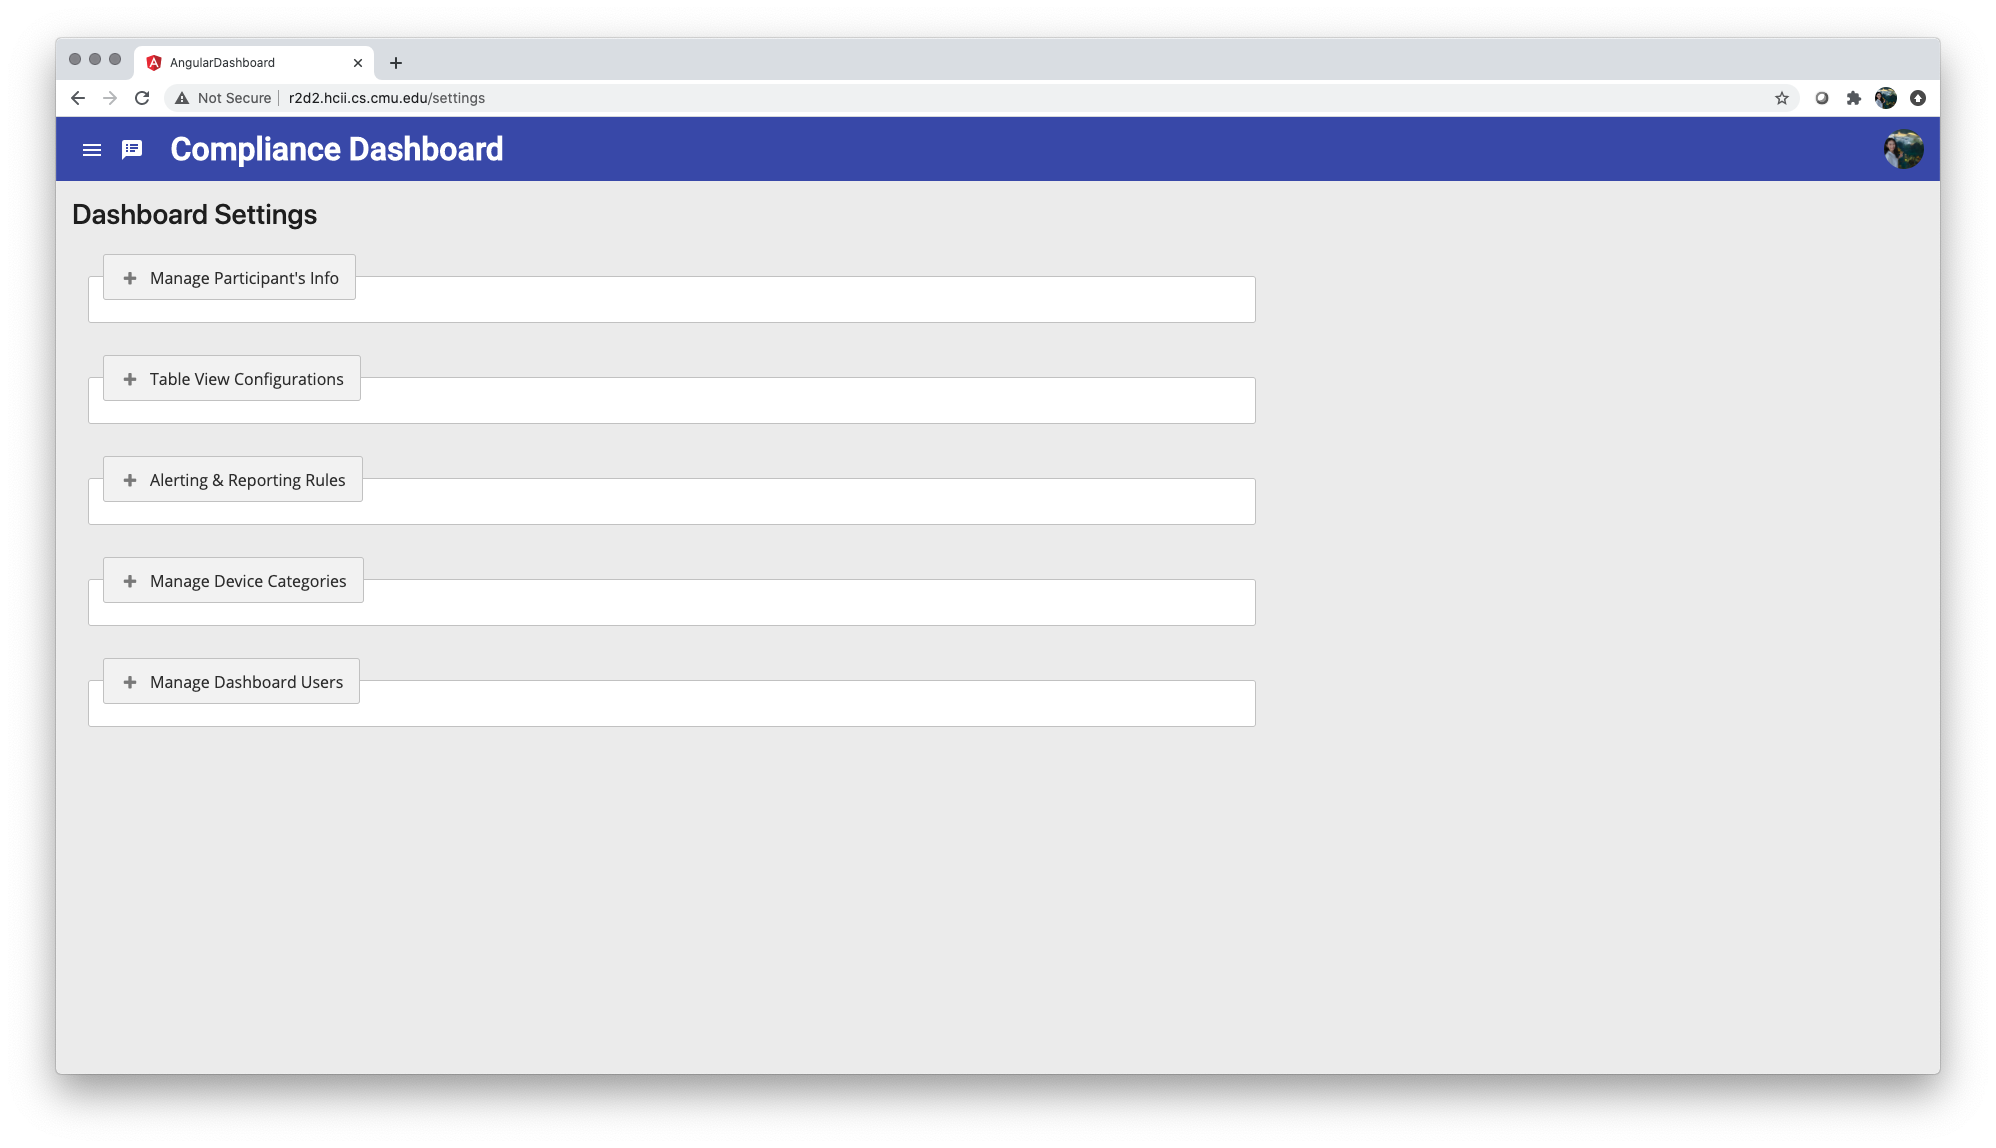 AngularDashboard
Not Secure r2d2.hcii.cs.cmu.edu/settings
Compliance Dashboard
Dashboard Settings
Manage Participant's Info
Table View Configurations
Alerting & Reporting Rules
Manage Device Categories
Manage Dashboard Users